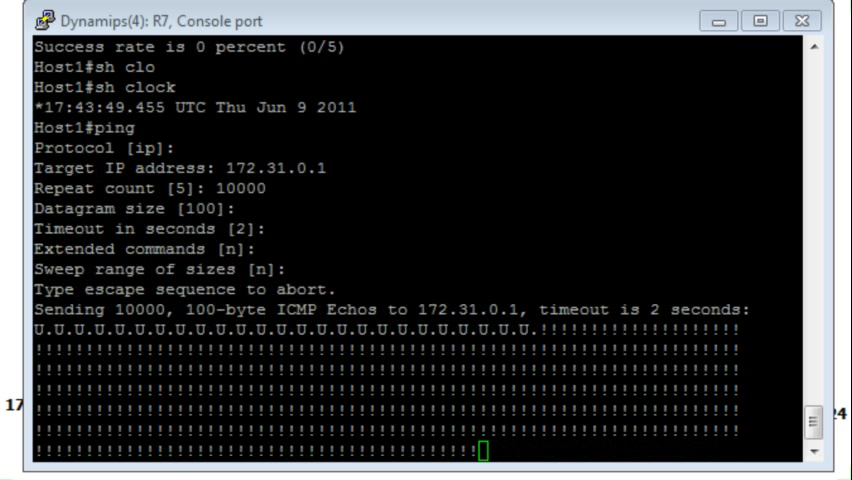 Dynamips(4): R7, Console port
Success rate is 0 percent (0/5)
Host1#sh clo
Host1#sh clock
*17:43:49.455 UTC Thu Jun 9 2011
Host1#ping
Protocol [ip]:
Target IP address: 172.31.0.1
Repeat count [5]: 10000
Datagram size [100]:
Timeout in seconds [2]:
Extended commands [n]:
Sweep range of sizes [n]:
Type escape sequence to abort.
Sending 10000, 100-byte ICMP Echos to 172.31.0.1, timeout is 2 seconds:
U.U.U.U.U.U.U.U.U.U.U.U.U.U.U.U.U.U.U.U.U.U.U.U.U.!!!!!!!!!!!!!!!!!!!!
!!!!!!!!!!!!!!!!!!!!!!!!!!!!!!!!!!!!!!!!!!!!!!!!!!!!!!!!!!!!!!!!!!!!!!
!!!!!!!!!!!!!!!!!!!!!!!!!!!!!!!!!!!!!!!!!!!!!!!!!!!!!!!!!!!!!!!!!!!!!!
!!!!!!!!!!!!!!!!!!!!!!!!!!!!!!!!!!!!!!!!!!!!!!!!!!!!!!!!!!!!!!!!!!!!!!
!!!!!!!!!!!!!!!!!!!!!!!!!!!!!!!!!!!!!!!!!!!!!!!!!!!!!!!!!!!!!!!!!!!!!!
!!!!!!!!!!!!!!!!!!!!!!!!!!!!!!!!!!!!!!!!!!!!!!!!!!!!!!!!!!!!!!!!!!!!!!
!!!!!!!!!!!!!!!!!!!!!!!!!!!!!!!!!!!!!!!!!!!!
17